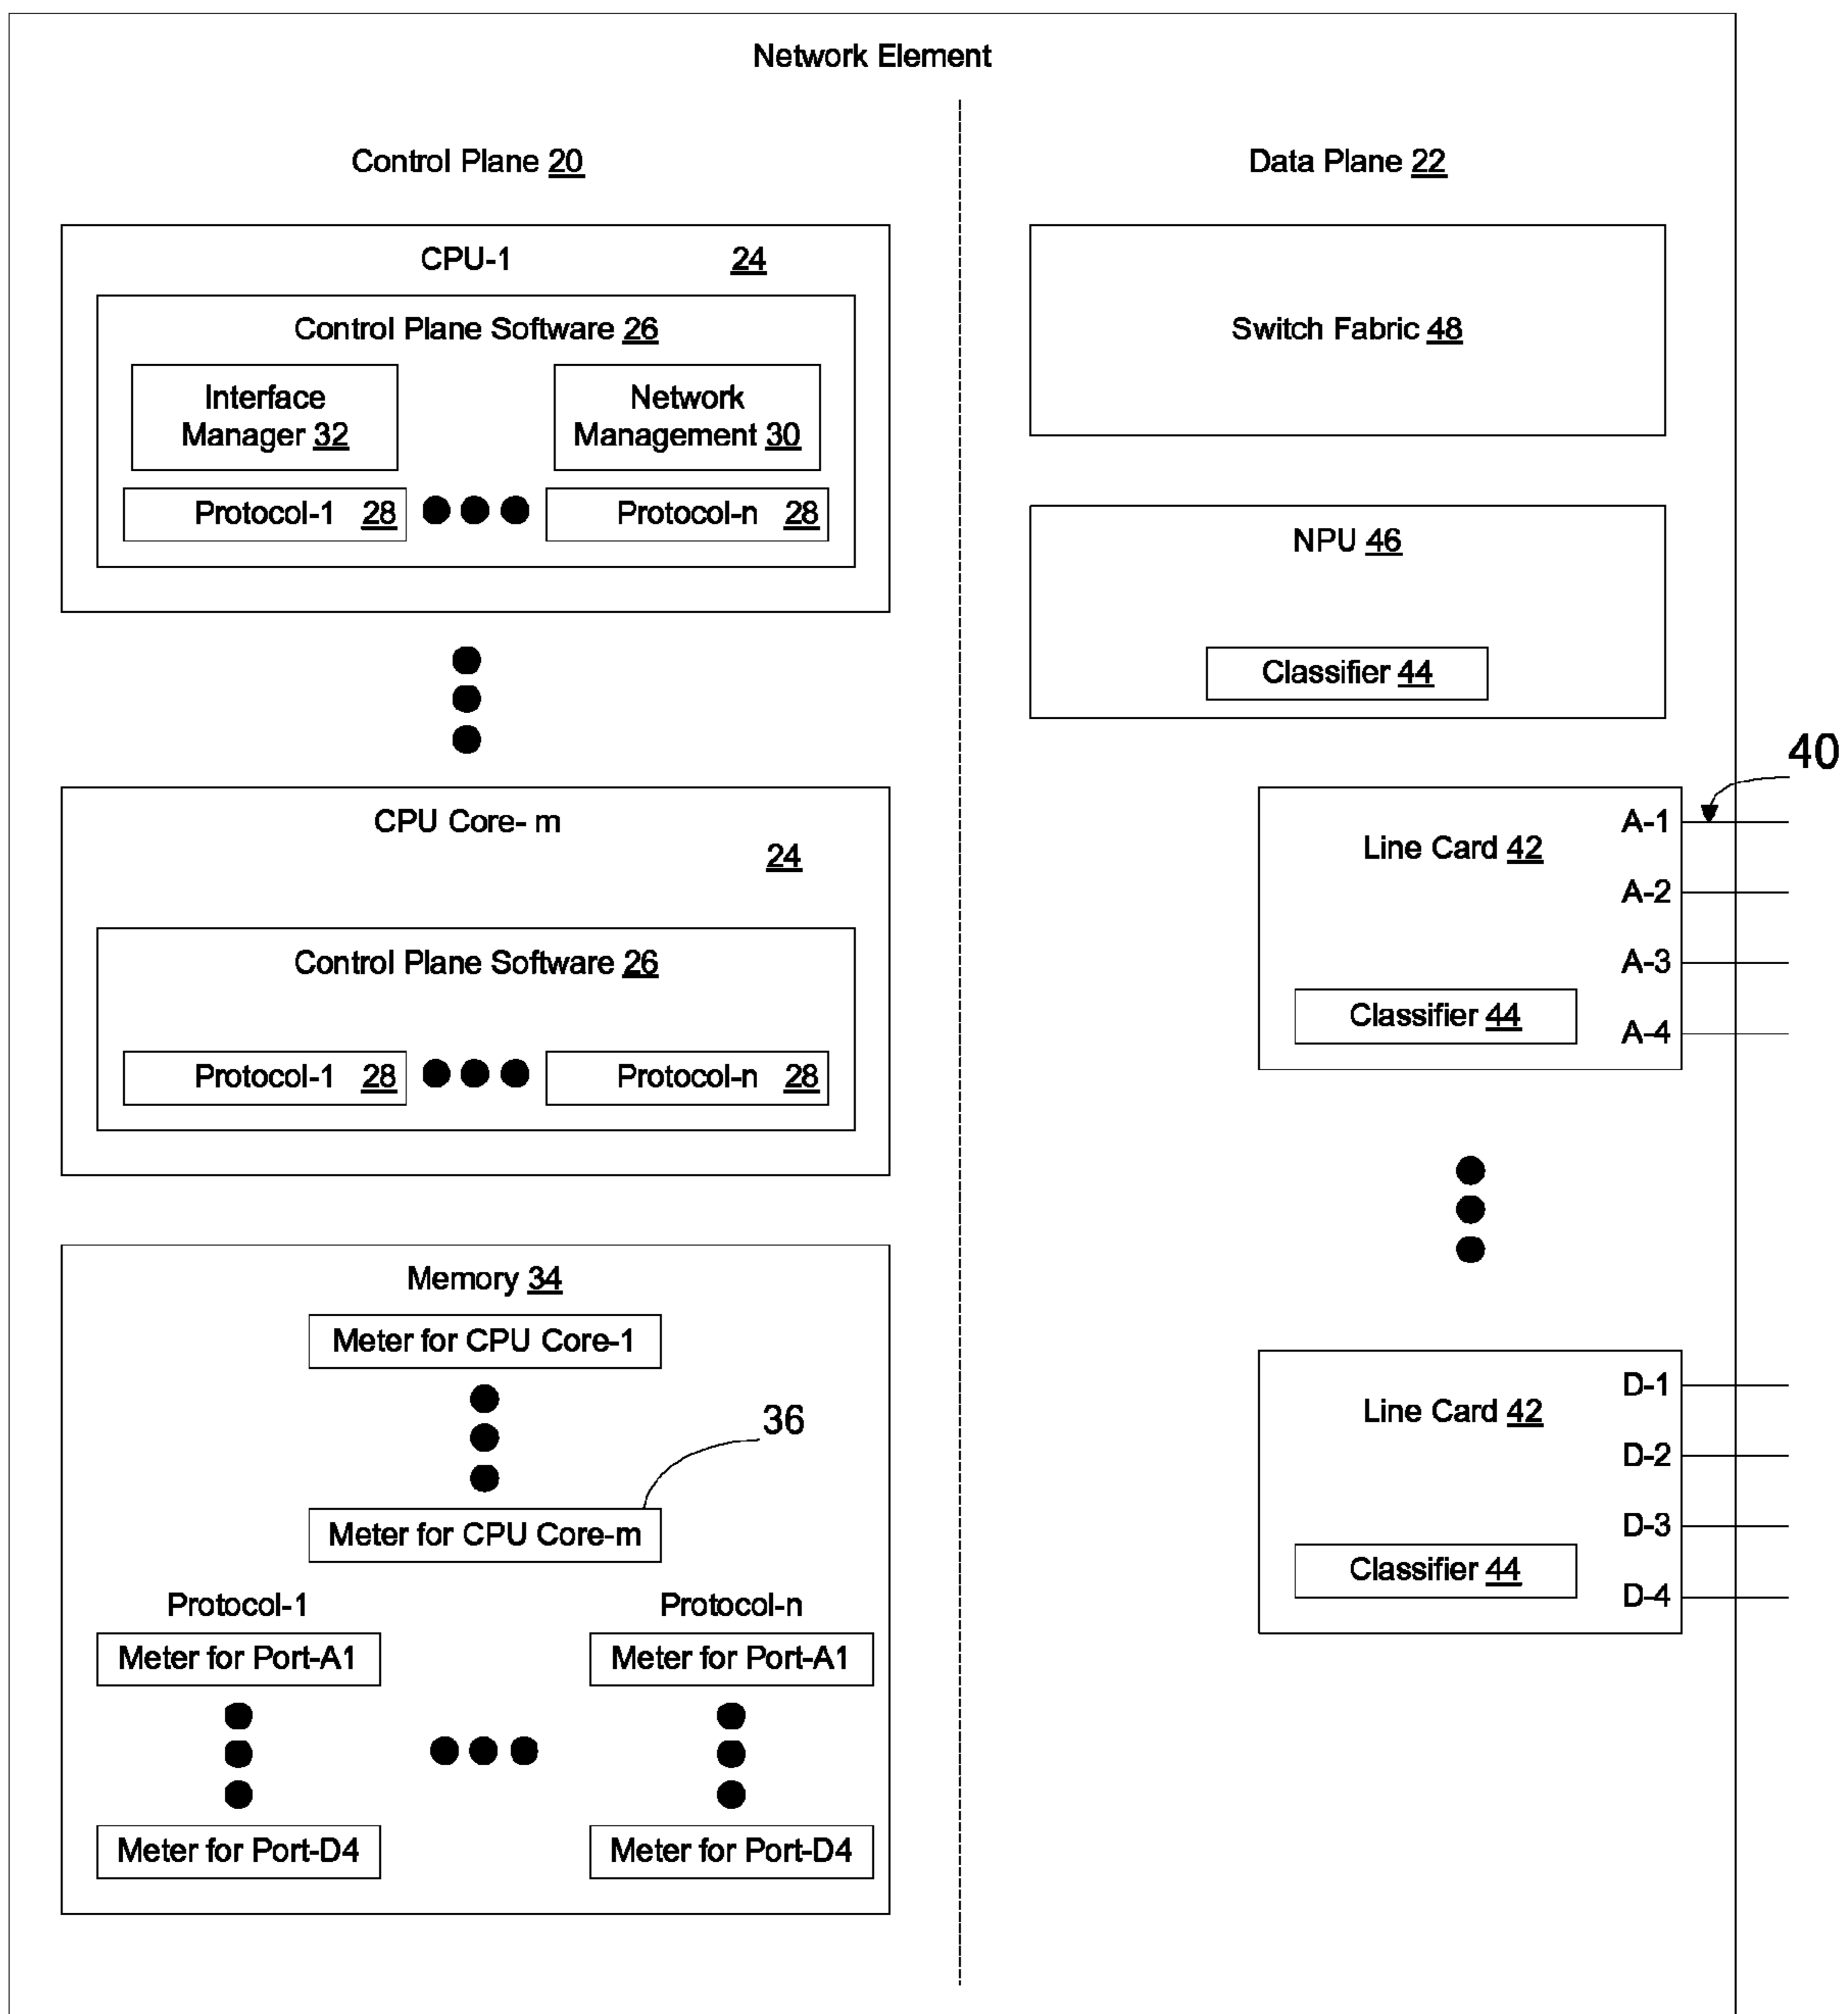 Network Element
Control Plane 20
CPU-1 24
Control Plane Software 26
Interface
Manager 32
Network
Management 30
Protocol-1 28
Protocol-n 28
CPU Core- m
24
Control Plane Software 26
Protocol-1 28
Protocol-n 28
Memory 34
Meter for CPU Core-1
36
Meter for CPU Core-m
Protocol-1
Protocol-n
Meter for Port-A1
Meter for Port-A1
Meter for Port-D4
Meter for Port-D4
Data Plane 22
Switch Fabric 48
NPU 46
Classifier 44
40
Line Card 42
A-1
A-2
A-3
A-4
Classifier 44
Line Card 42
D-1
D-2
D-3
D-4
Classifier 44